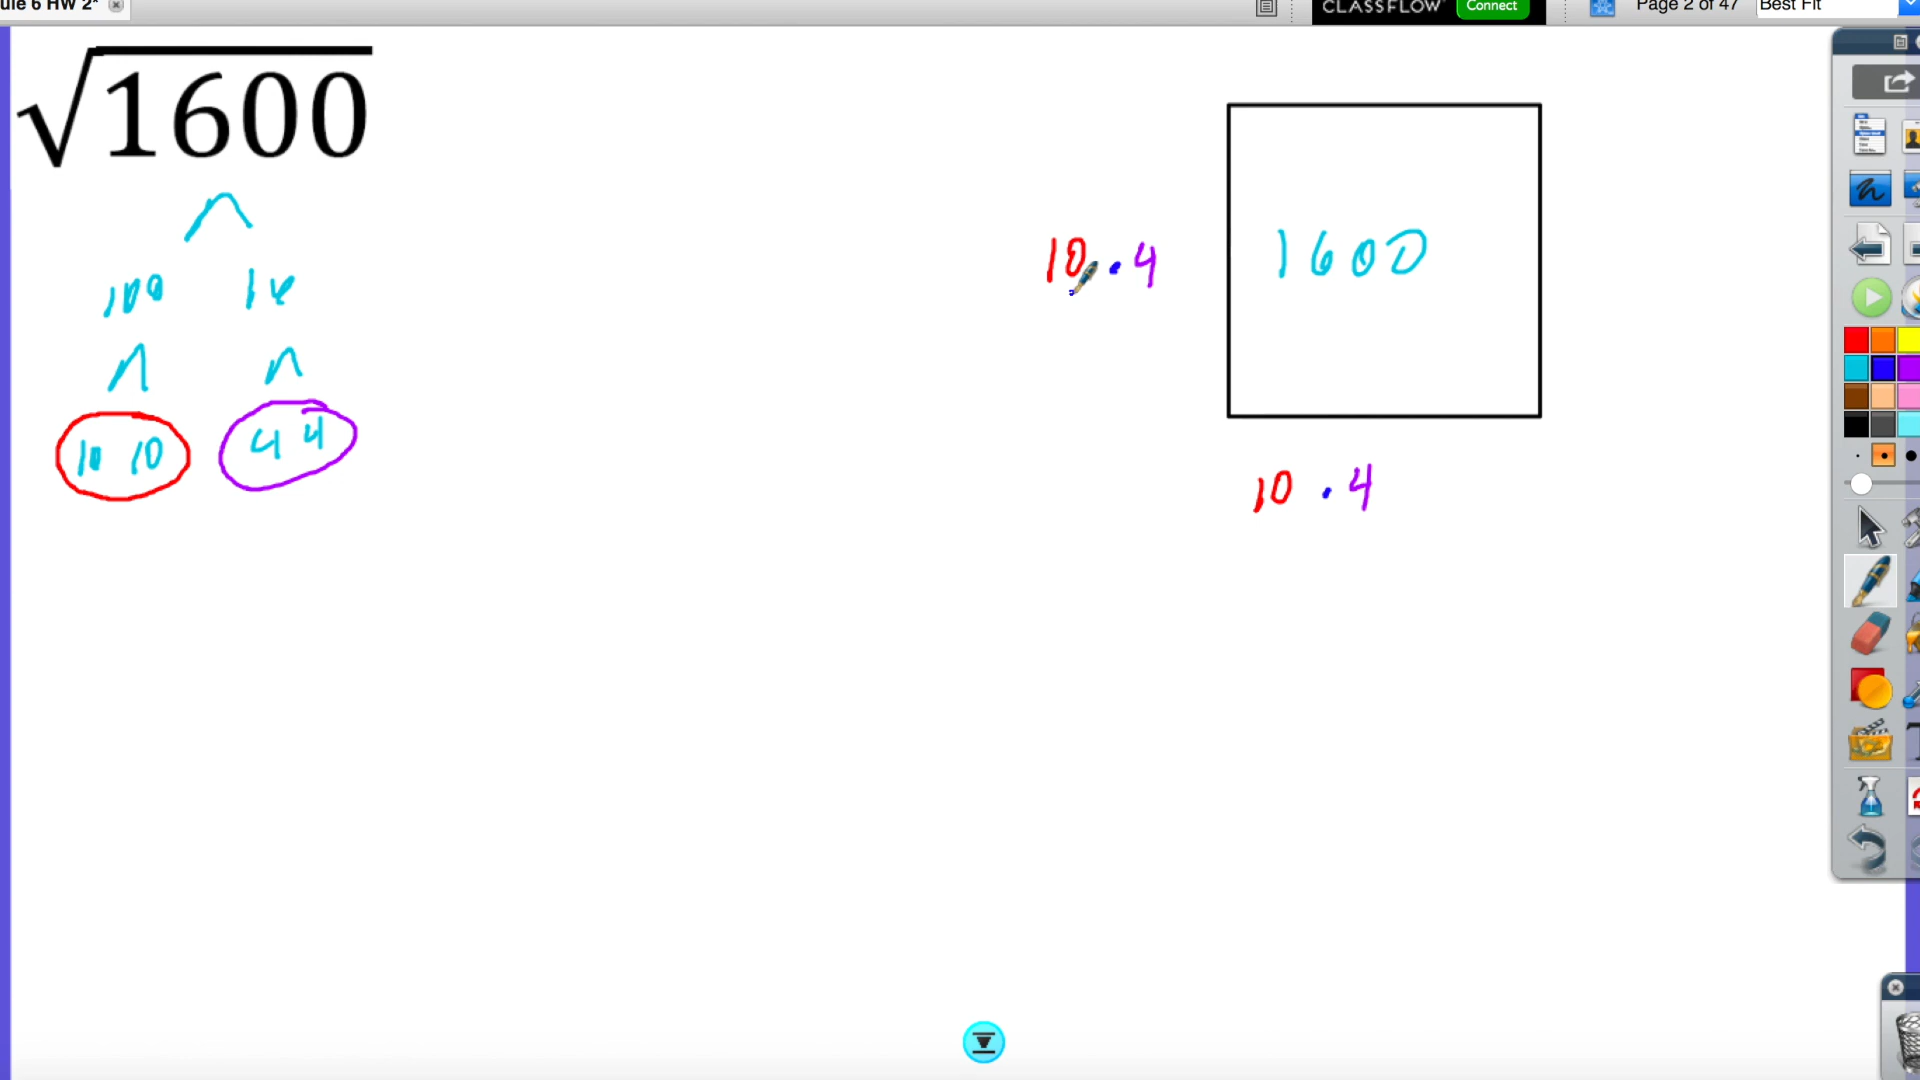 ule 6 HW 2*
CLASSFLOW
Connect
Page 2 of 47
Best Fit
√1600
100 16
10 10 4 4
10 · 4
1600
10 · 4